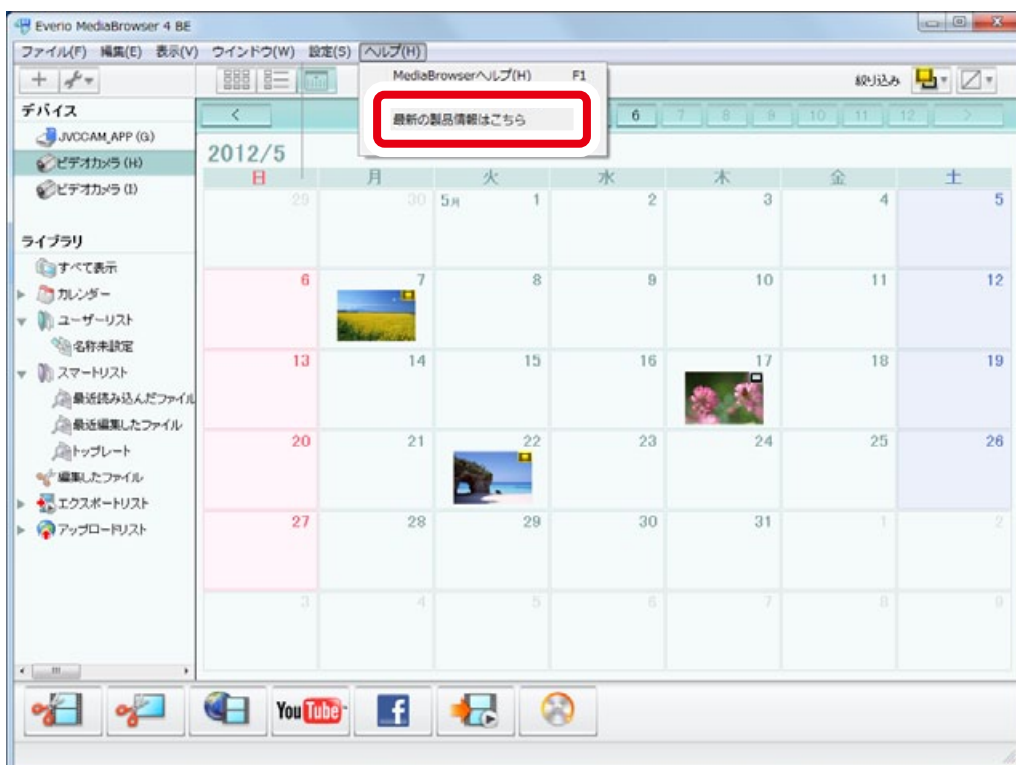 Everio MediaBrowser 4 BE
ファイル(F) 編集(E) 表示(V) ウインドウ(W) 設定(S) ヘルプ(H)
MediaBrowserヘルプ(H) F1
最新の製品情報はこちら
絞り込み
デバイス
JVCCAM_APP (G)
ビデオカメラ (H)
ビデオカメラ (I)
ライブラリ
すべて表示
カレンダー
ユーザーリスト
名称未設定
スマートリスト
最近読み込んだファイル
最近編集したファイル
トップレート
編集したファイル
エクスポートリスト
アップロードリスト
< 6 7 8 9 10 11 12 >
2012/5
日 月 火 水 木 金 土
29 30 5月 1 2 3 4 5
6 7 8 9 10 11 12
13 14 15 16 17 18 19
20 21 22 23 24 25 26
27 28 29 30 31 1 2
3 4 5 6 7 8 9
YouTube
f